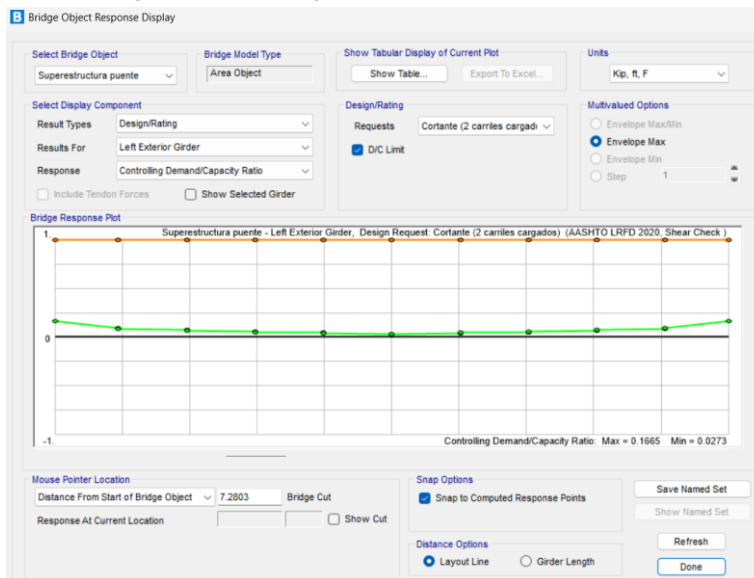 B Bridge Object Response Display
Select Bridge Object
Superestructura puente
Bridge Model Type
Area Object
Show Tabular Display of Current Plot
Show Table...
Export To Excel...
Units
Kip, ft, F
Select Display Component
Result Types
Design/Rating
Results For
Left Exterior Girder
Response
Controlling Demand/Capacity Ratio
Include Tendon Forces
Show Selected Girder
Design/Rating
Requests
Cortante (2 carriles cargad
D/C Limit
Multivalued Options
Envelope Max/Min
Envelope Max
Envelope Min
Step 1
Bridge Response Plot
1.
Superestructura puente - Left Exterior Girder, Design Request: Cortante (2 carriles cargados) (AASHTO LRFD 2020, Shear Check )
0
-1.
Controlling Demand/Capacity Ratio: Max = 0.1665 Min = 0.0273
Mouse Pointer Location
Distance From Start of Bridge Object
7.2803
Bridge Cut
Response At Current Location
Show Cut
Snap Options
Snap to Computed Response Points
Distance Options
Layout Line
Girder Length
Save Named Set
Show Named Set
Refresh
Done